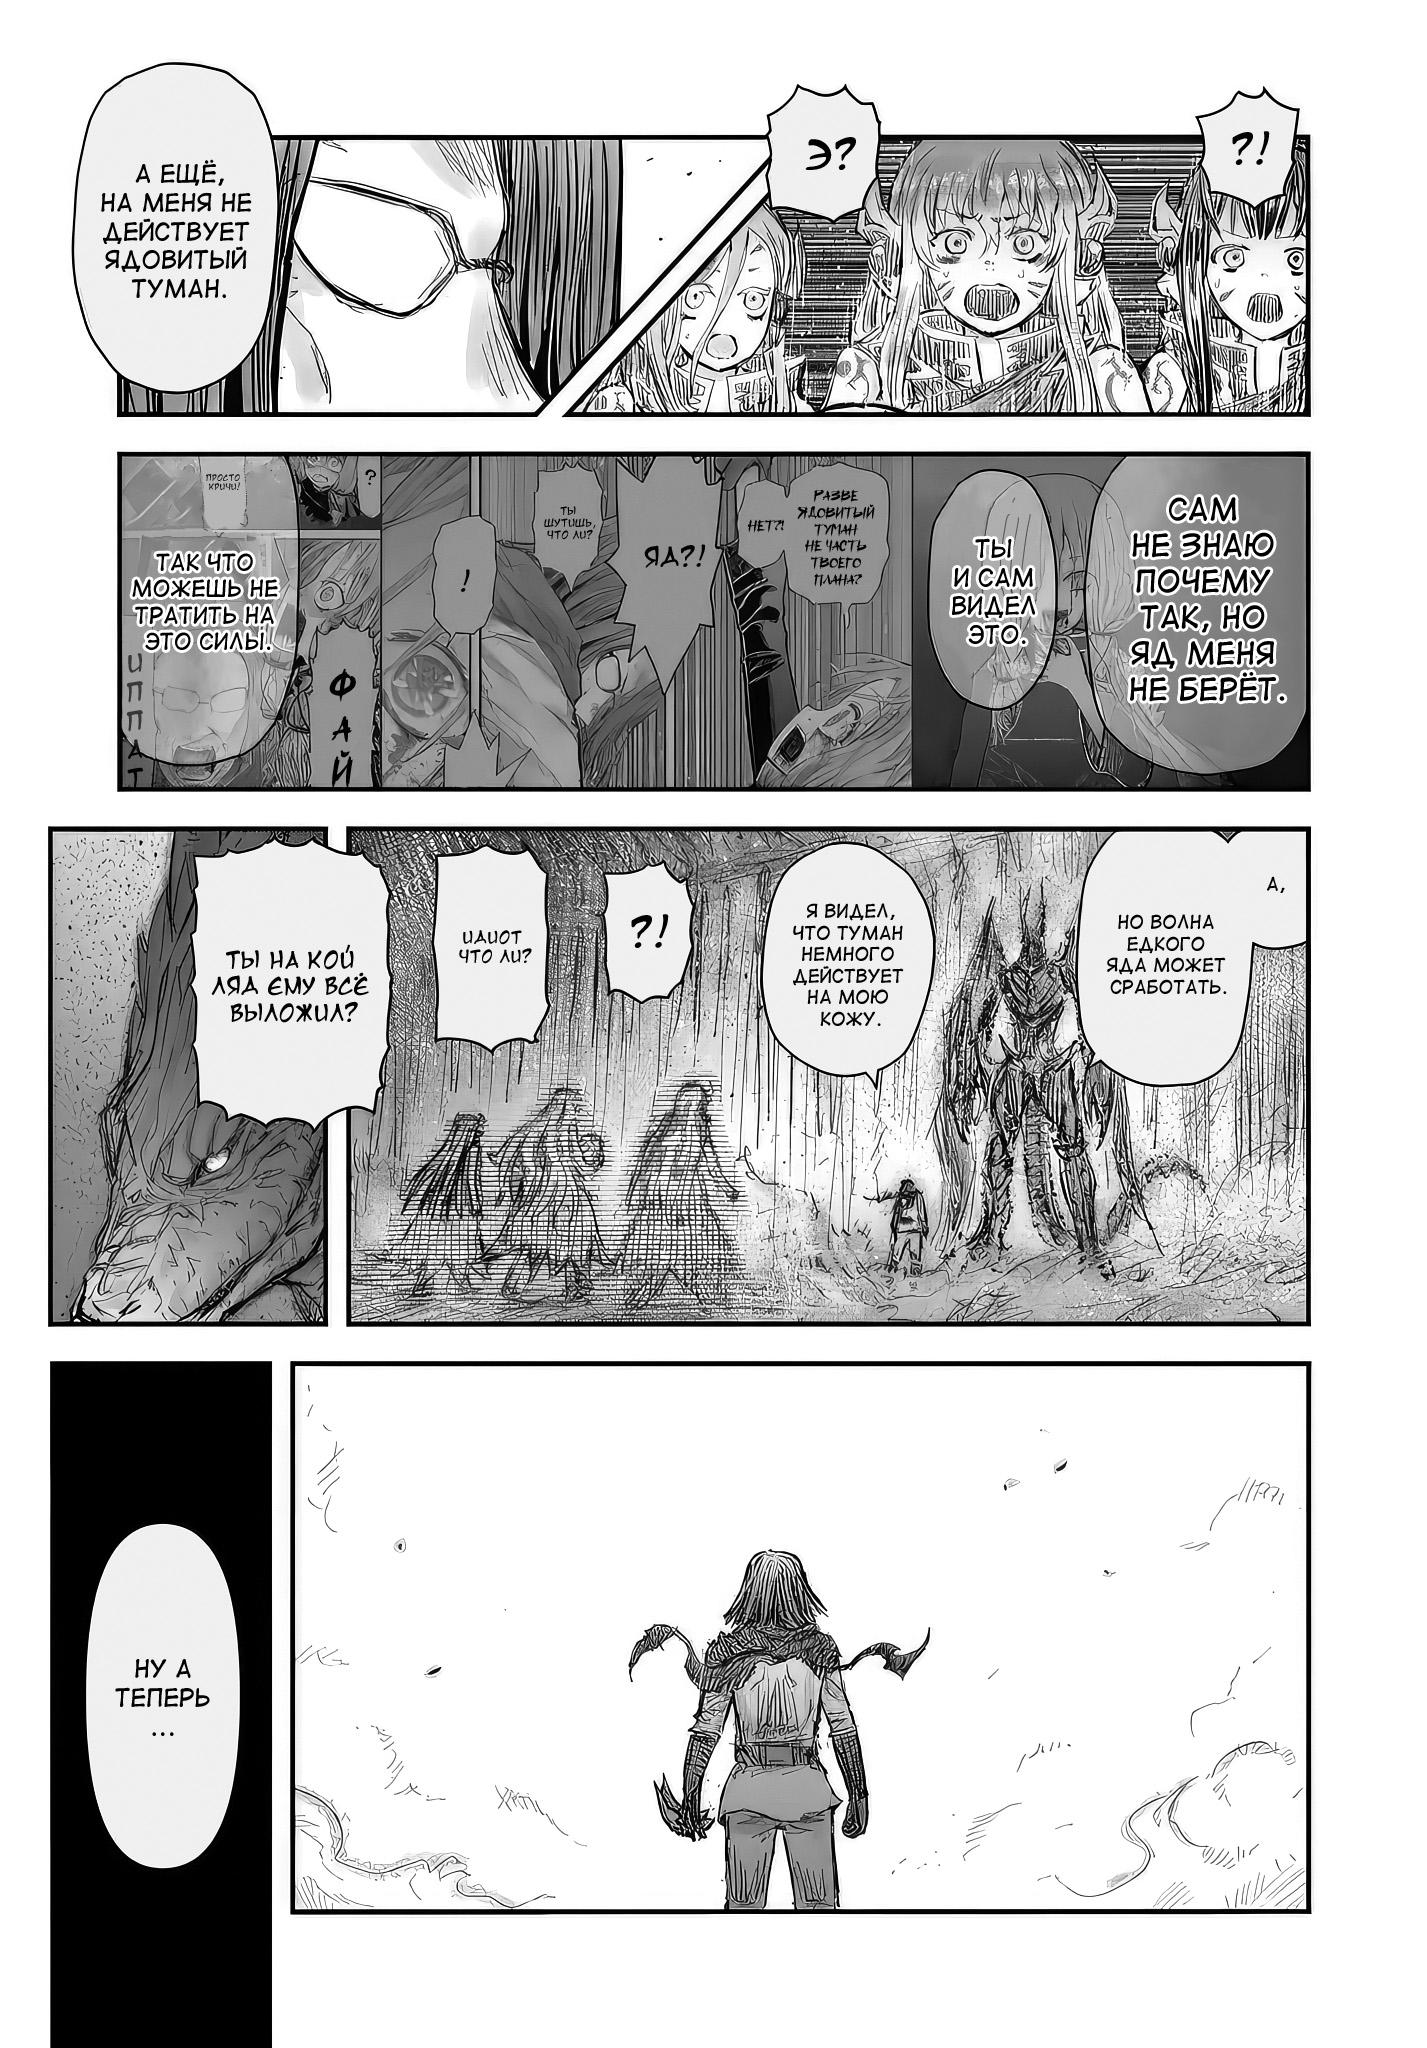 ?!
Э?
А ЕЩЁ,
НА МЕНЯ НЕ
ДЕЙСТВУЕТ
ЯДОВИТЫЙ
ТУМАН.
САМ
НЕ ЗНАЮ
ПОЧЕМУ
ТАК, НО
ЯД МЕНЯ
НЕ БЕРЁТ.
ТЫ
И САМ
ВИДЕЛ
ЭТО.
РАЗВЕ
ЯДОВИТЫЙ
ТУМАН
НЕ ЧАСТЬ
ТВОЕГО
ПЛАНА?
НЕТ?!
ЯД?!
ТЫ
ШУТИШЬ,
ЧТО ЛИ?
!
?
ПРОСТО
КРИЧИ!
ФАЙ
ТАК ЧТО
МОЖЕШЬ НЕ
ТРАТИТЬ НА
ЭТО СИЛЫ.
ИППАТ
А,
НО ВОЛНА
ЕДКОГО
ЯДА МОЖЕТ
СРАБОТАТЬ.
Я ВИДЕЛ,
ЧТО ТУМАН
НЕМНОГО
ДЕЙСТВУЕТ
НА МОЮ
КОЖУ.
?!
ИДИОТ
ЧТО ЛИ?
ТЫ НА КОЙ
ЛЯД ЕМУ ВСЁ
ВЫЛОЖИЛ?
НУ А
ТЕПЕРЬ
...